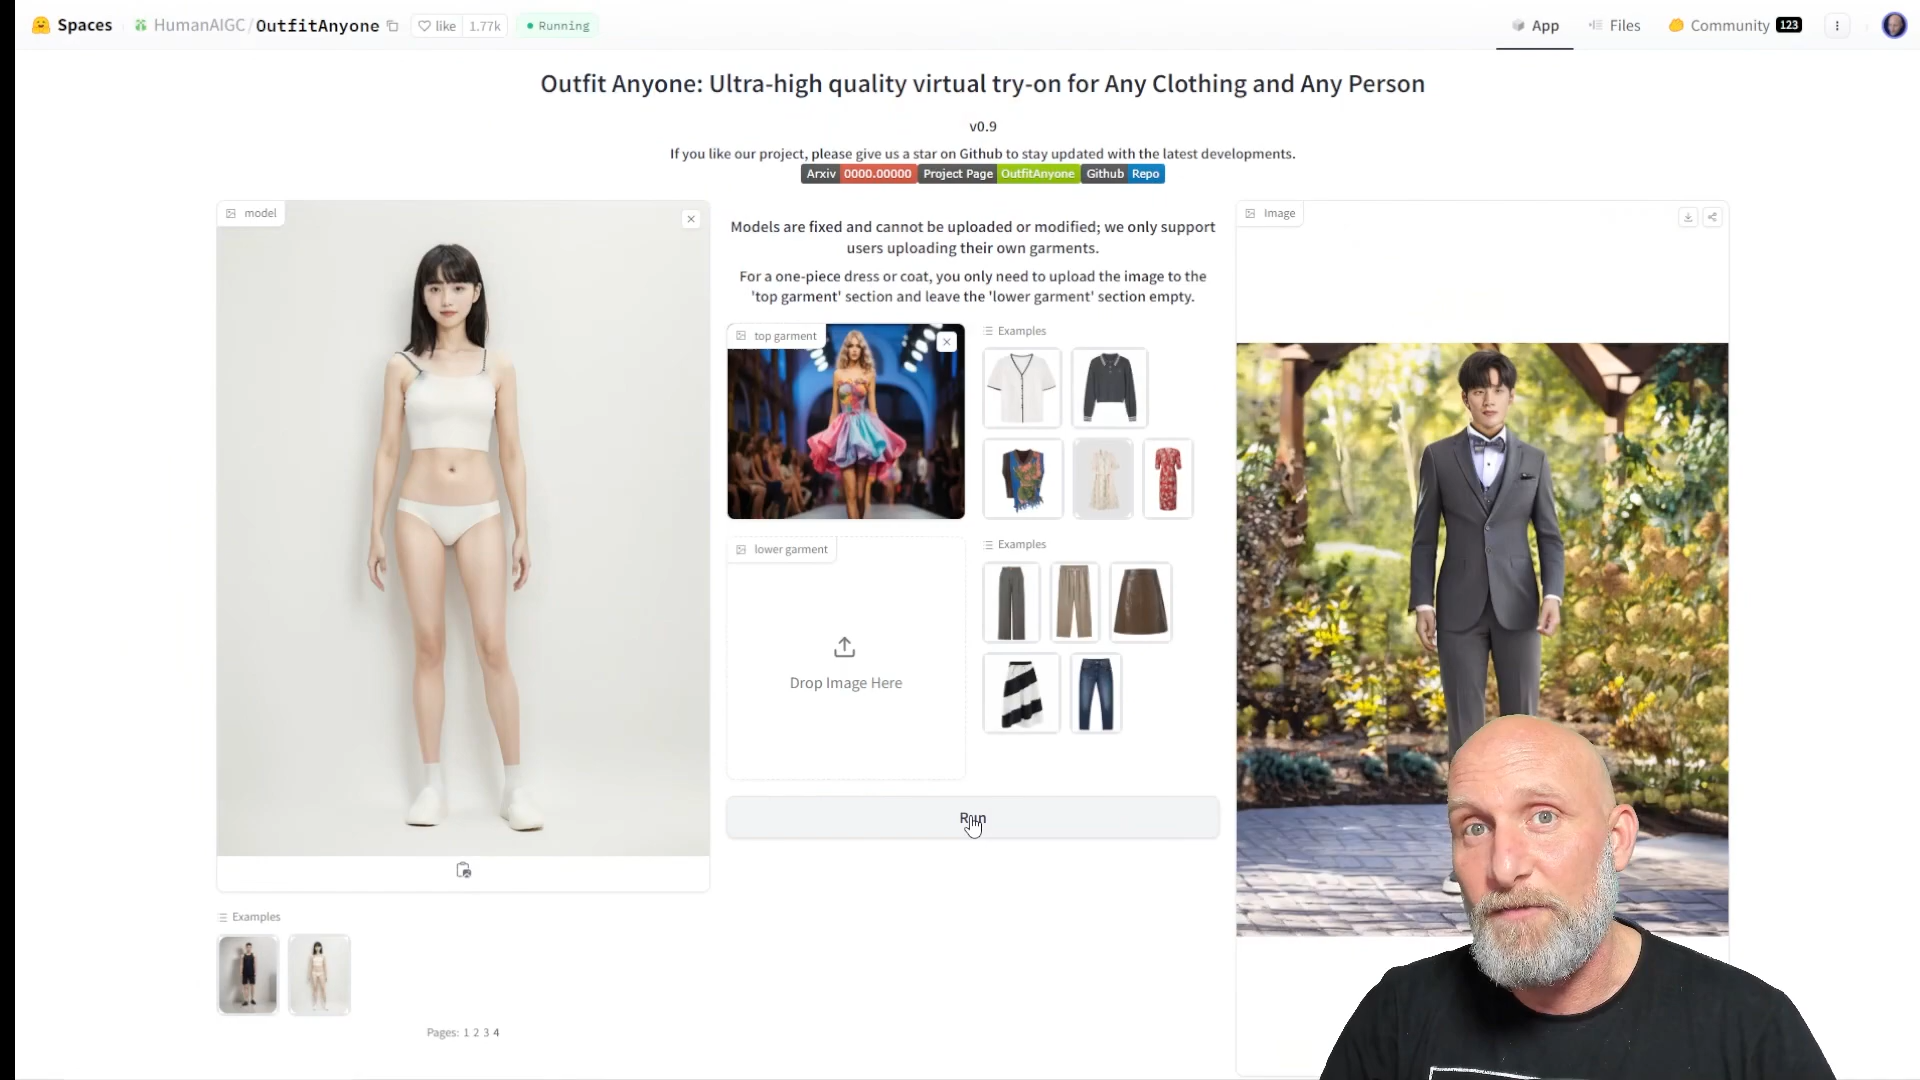 Spaces HumanAIGC/OutfitAnyone like 1.77k Running App Files Community 123
Outfit Anyone: Ultra-high quality virtual try-on for Any Clothing and Any Person
v0.9
If you like our project, please give us a star on Github to stay updated with the latest developments.
Arxiv 0000.00000 Project Page OutfitAnyone Github Repo
model
Models are fixed and cannot be uploaded or modified; we only support
users uploading their own garments.
For a one-piece dress or coat, you only need to upload the image to the
'top garment' section and leave the 'lower garment' section empty.
top garment
Examples
lower garment
Drop Image Here
Examples
Run
Image
Examples
Pages: 1 2 3 4